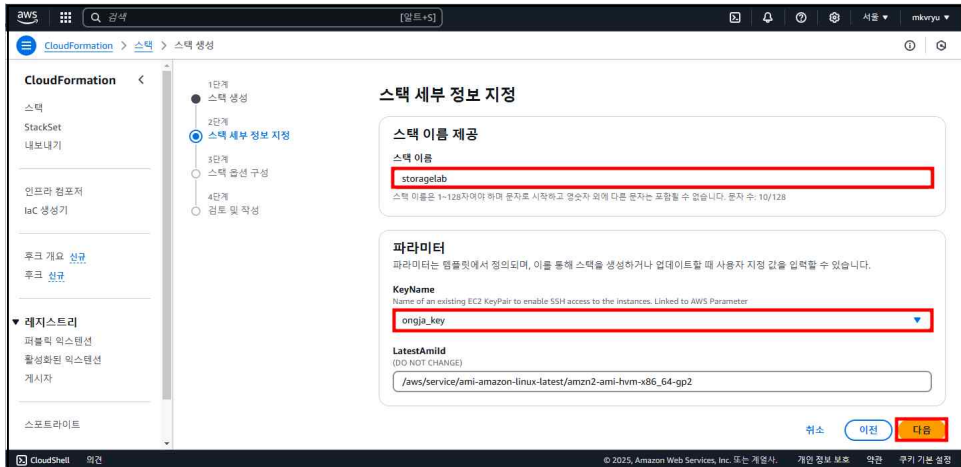 aws
검색
[알트+S]
서울 ▼
mkvryu ▼
CloudFormation > 스택 > 스택 생성
CloudFormation
스택
StackSet
내보내기
인프라 컴포저
IaC 생성기
후크 개요 신규
후크 신규
▼ 레지스트리
퍼블릭 익스텐션
활성화된 익스텐션
게시자
스포트라이트
1단계
스택 생성
2단계
스택 세부 정보 지정
3단계
스택 옵션 구성
4단계
검토 및 작성
스택 세부 정보 지정
스택 이름 제공
스택 이름
storagelab
스택 이름은 1~128자여야 하며 문자로 시작하고 영숫자 외에 다른 문자는 포함될 수 없습니다. 문자 수: 10/128
파라미터
파라미터는 템플릿에서 정의되며, 이를 통해 스택을 생성하거나 업데이트할 때 사용자 지정 값을 입력할 수 있습니다.
KeyName
Name of an existing EC2 KeyPair to enable SSH access to the instances. Linked to AWS Parameter
ongja_key
LatestAmiId
(DO NOT CHANGE)
/aws/service/ami-amazon-linux-latest/amzn2-ami-hvm-x86_64-gp2
취소
이전
다음
CloudShell
의견
© 2025, Amazon Web Services, Inc. 또는 계열사.
개인 정보 보호
약관
쿠키 기본 설정